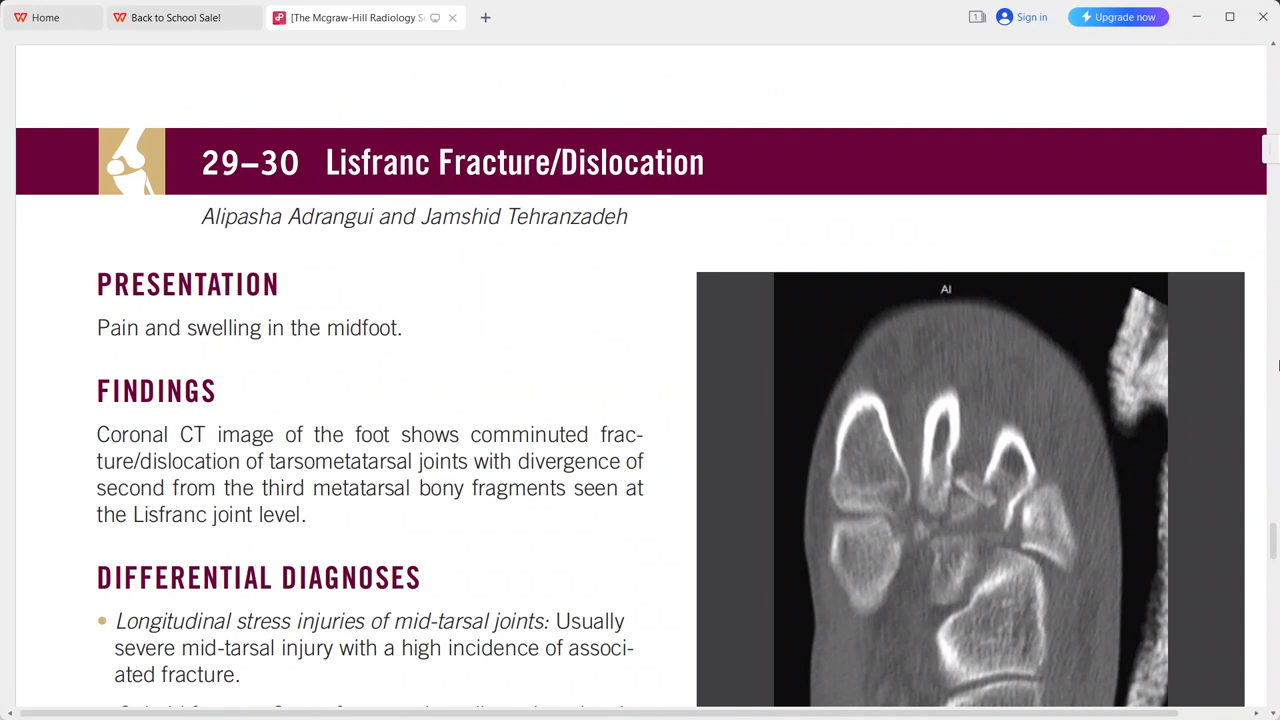 Home
Back to School Sale!
[The Mcgraw-Hill Radiology S
1
Sign in
Upgrade now
29–30 Lisfranc Fracture/Dislocation
Alipasha Adrangui and Jamshid Tehranzadeh
PRESENTATION
Pain and swelling in the midfoot.
FINDINGS
Coronal CT image of the foot shows comminuted frac-
ture/dislocation of tarsometatarsal joints with divergence of
second from the third metatarsal bony fragments seen at
the Lisfranc joint level.
DIFFERENTIAL DIAGNOSES
• Longitudinal stress injuries of mid-tarsal joints: Usually
severe mid-tarsal injury with a high incidence of associ-
ated fracture.
AI